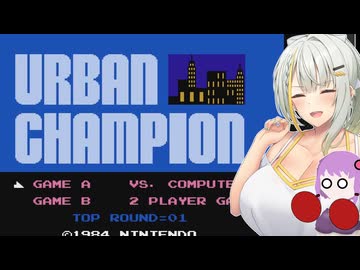 URBAN
CHAMPION
GAME A VS. COMPUTE
GAME B 2 PLAYER GA
TOP ROUND=01
©1984 NINTENDO